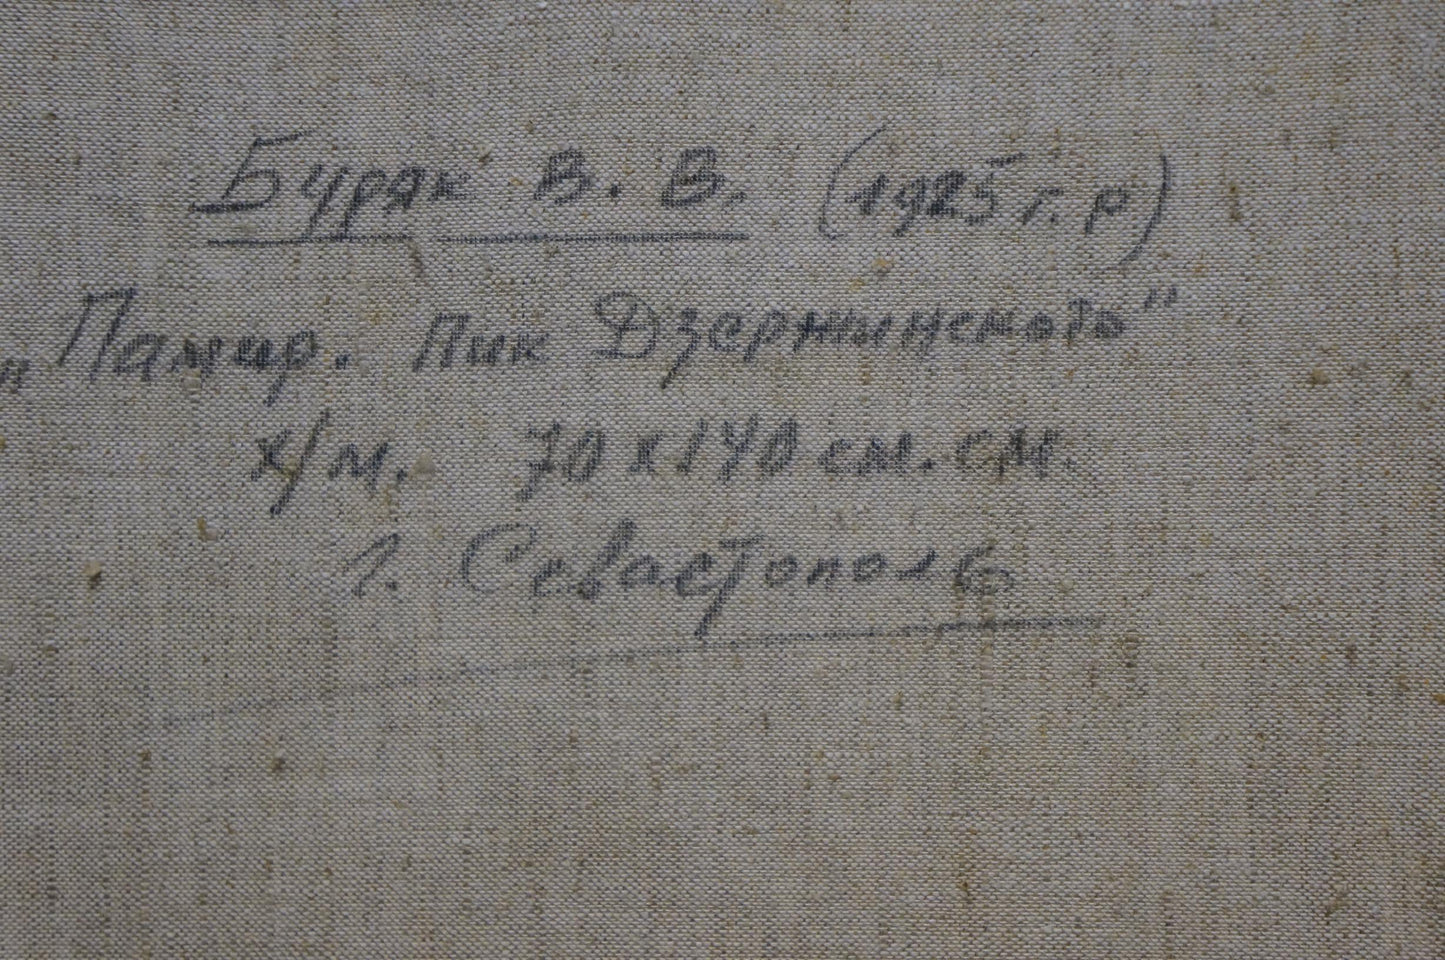 Буряк В. В. (1925 г. р)
„Памир. Пик Дзержинского"
х/м. 70х140 см. см.
г. Севастополь